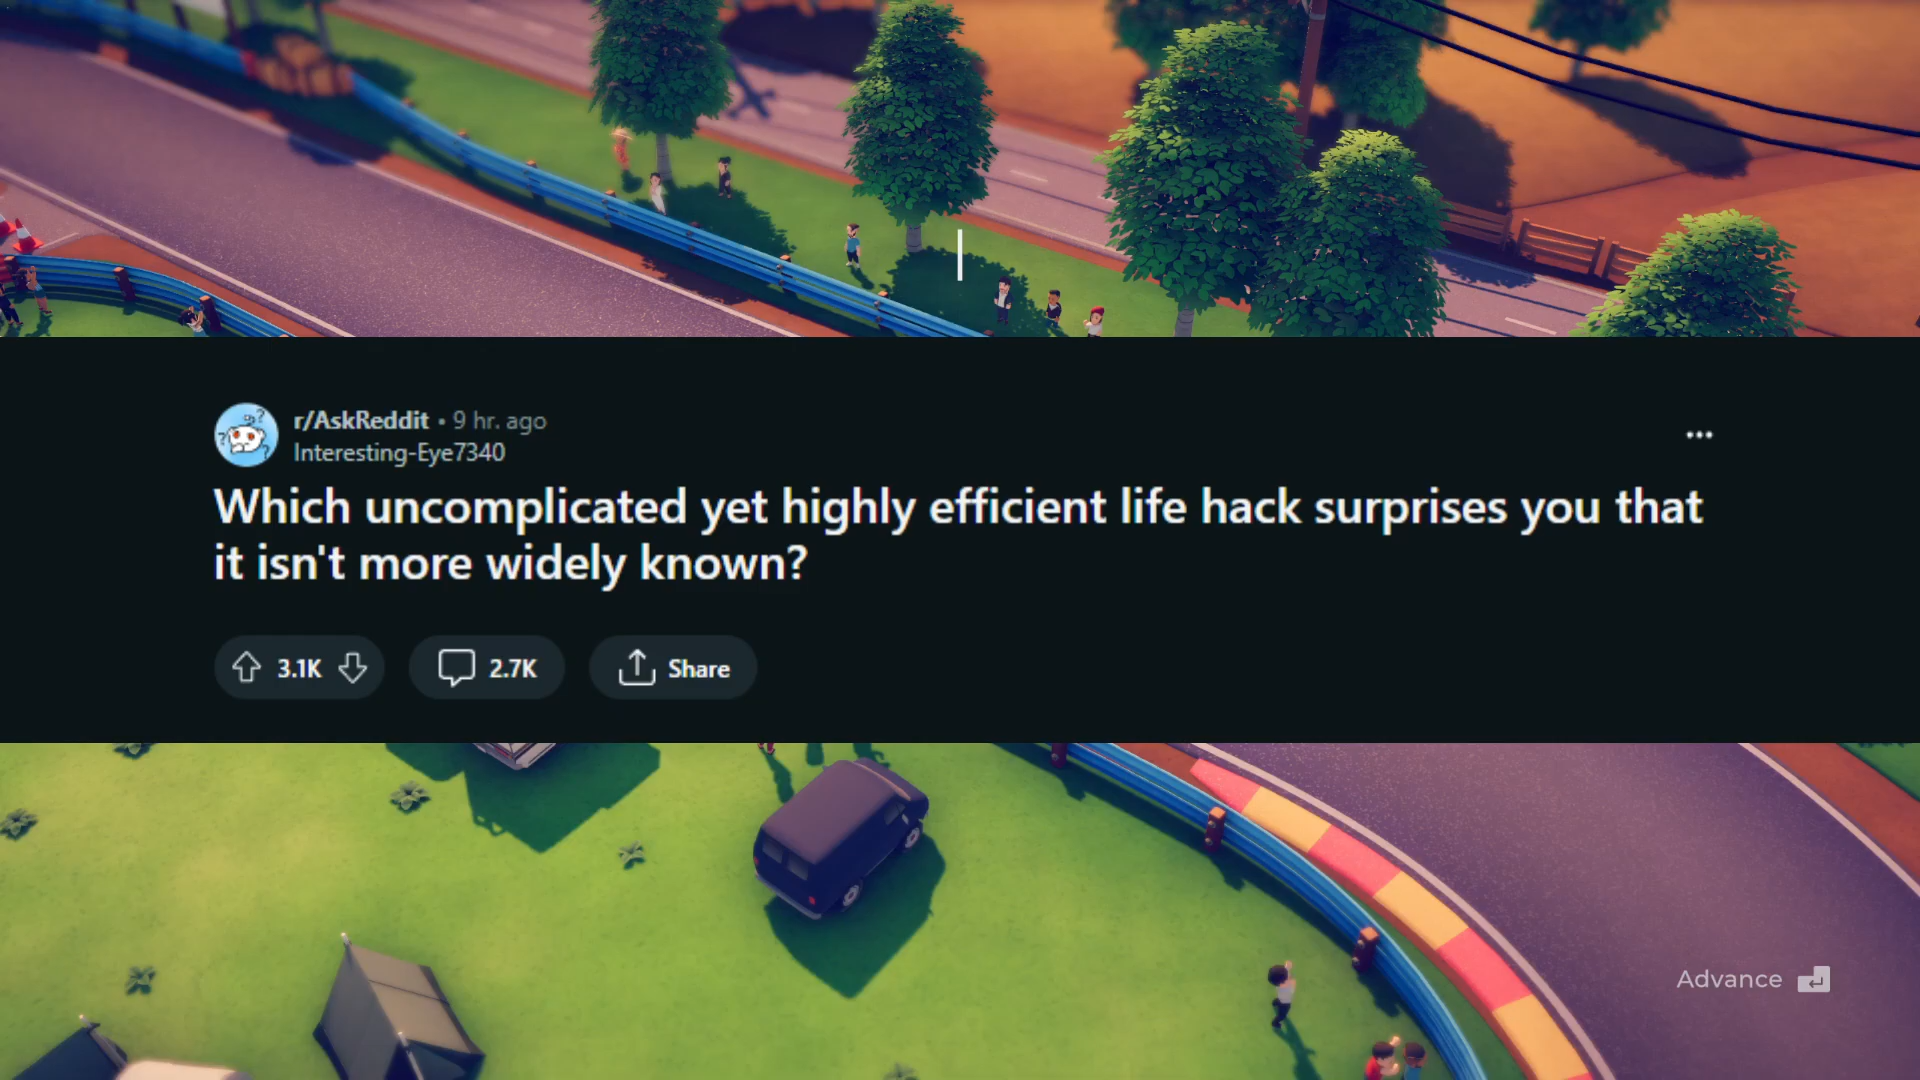 r/AskReddit • 9 hr. ago
Interesting-Eye7340
Which uncomplicated yet highly efficient life hack surprises you that
it isn't more widely known?
3.1K
2.7K
Share
Advance